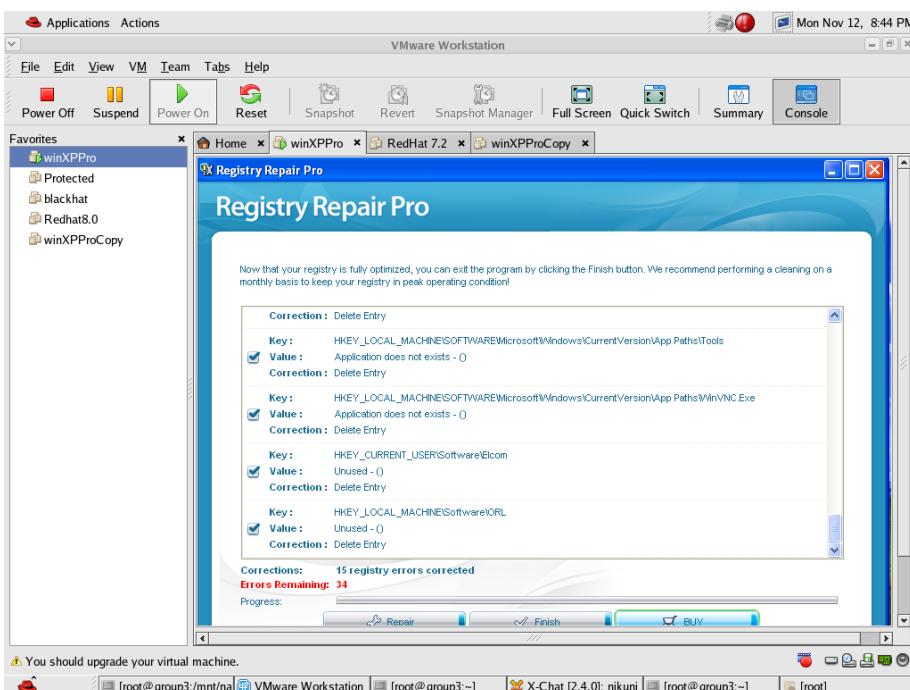 Applications Actions
Mon Nov 12, 8:44 PM
VMware Workstation
File Edit View VM Team Tabs Help
Power Off Suspend Power On Reset Snapshot Revert Snapshot Manager Full Screen Quick Switch Summary Console
Favorites
Home winXPPro RedHat 7.2 winXPProCopy
winXPPro
Protected
blackhat
Redhat8.0
winXPProCopy
Registry Repair Pro
Registry Repair Pro
Now that your registry is fully optimized, you can exit the program by clicking the Finish button. We recommend performing a cleaning on a
monthly basis to keep your registry in peak operating condition!
Correction : Delete Entry
Key : HKEY_LOCAL_MACHINE\SOFTWARE\Microsoft\Windows\CurrentVersion\App Paths\Tools
Value : Application does not exists - ()
Correction : Delete Entry
Key : HKEY_LOCAL_MACHINE\SOFTWARE\Microsoft\Windows\CurrentVersion\App Paths\WinVNC.Exe
Value : Application does not exists - ()
Correction : Delete Entry
Key : HKEY_CURRENT_USER\Software\Elcom
Value : Unused - ()
Correction : Delete Entry
Key : HKEY_LOCAL_MACHINE\Software\ORL
Value : Unused - ()
Correction : Delete Entry
Corrections: 15 registry errors corrected
Errors Remaining: 34
Progress:
Repair Finish BUY
You should upgrade your virtual machine.
[root@group3:/mnt/na VMware Workstation [root@group3:~] X-Chat [2.4.0]: nikuni [root@group3:~] [root]